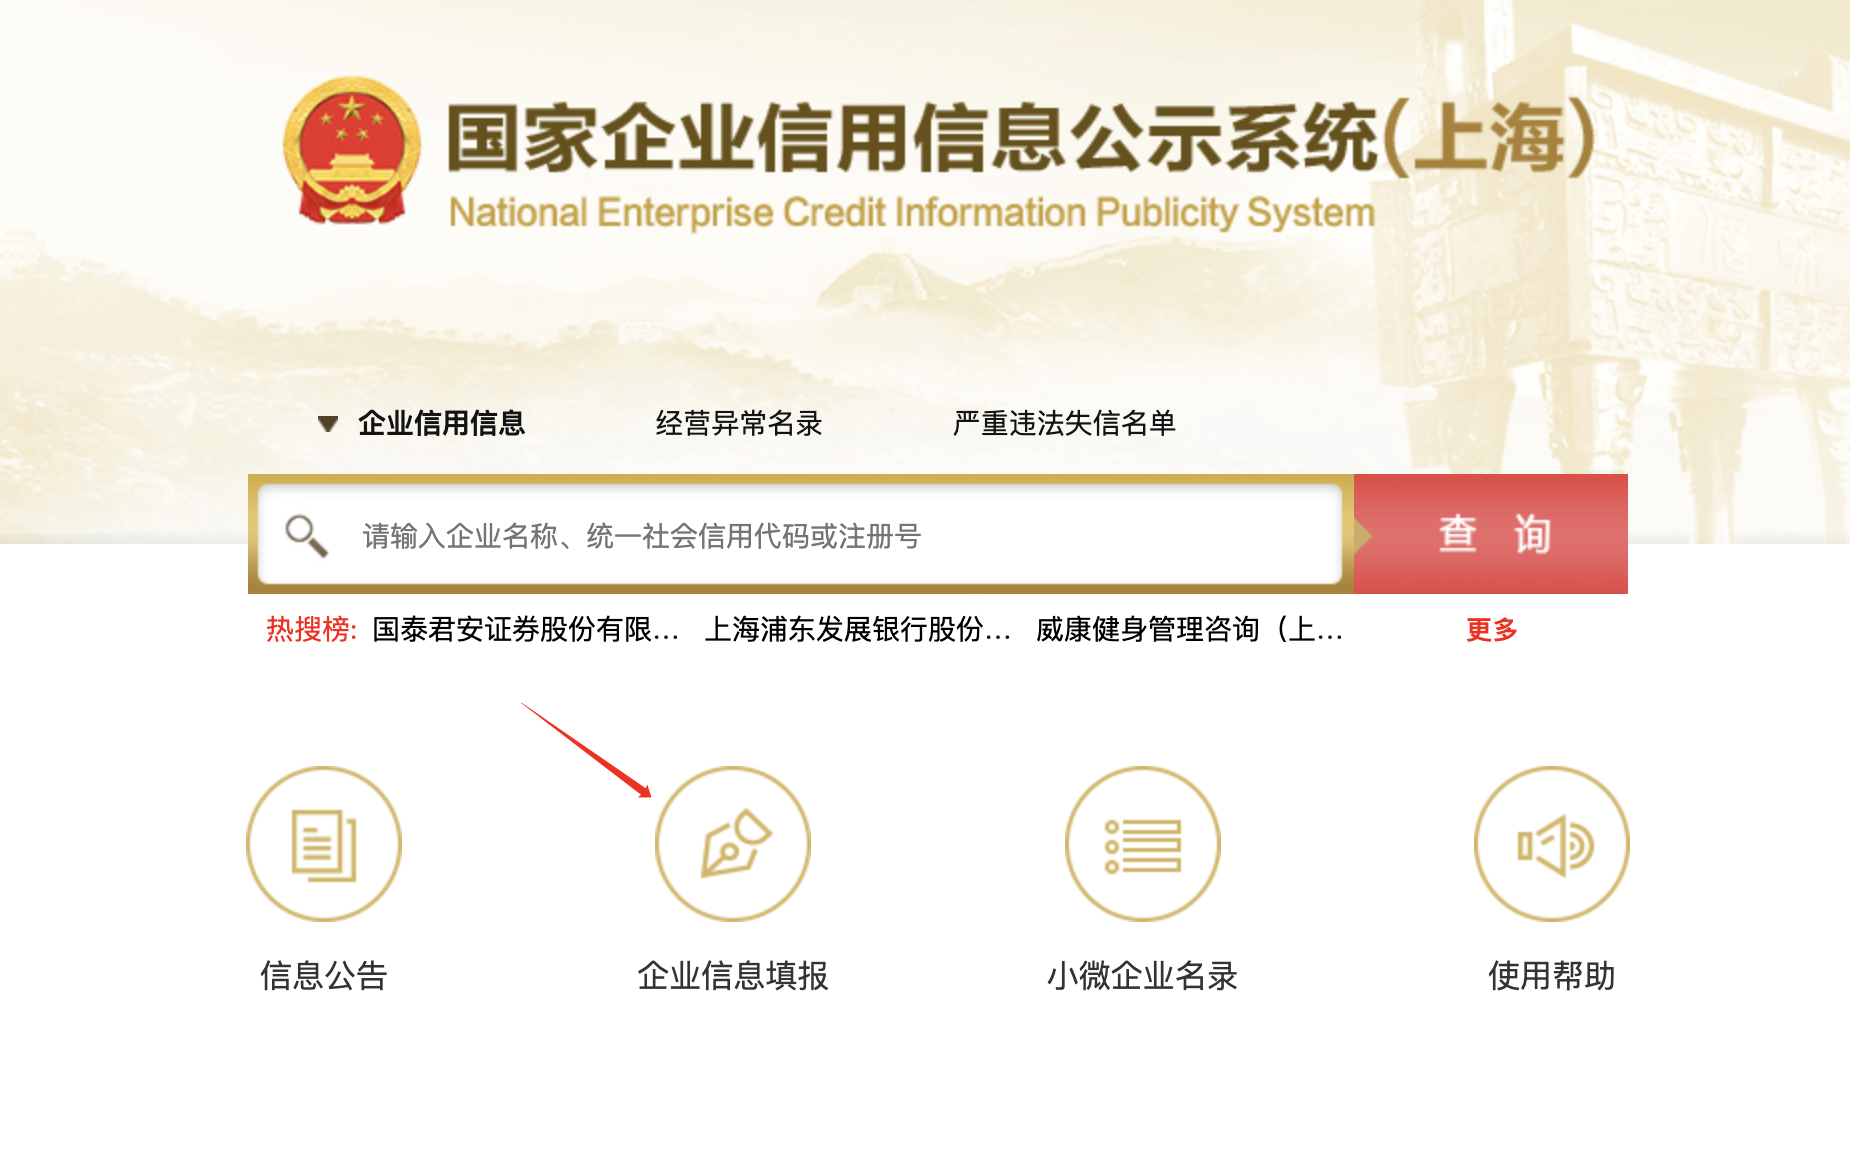 国家企业信用信息公示系统(上海)
National Enterprise Credit Information Publicity System
企业信用信息 经营异常名录 严重违法失信名单
请输入企业名称、统一社会信用代码或注册号 查 询
热搜榜: 国泰君安证券股份有限... 上海浦东发展银行股份... 威康健身管理咨询（上... 更多
信息公告 企业信息填报 小微企业名录 使用帮助